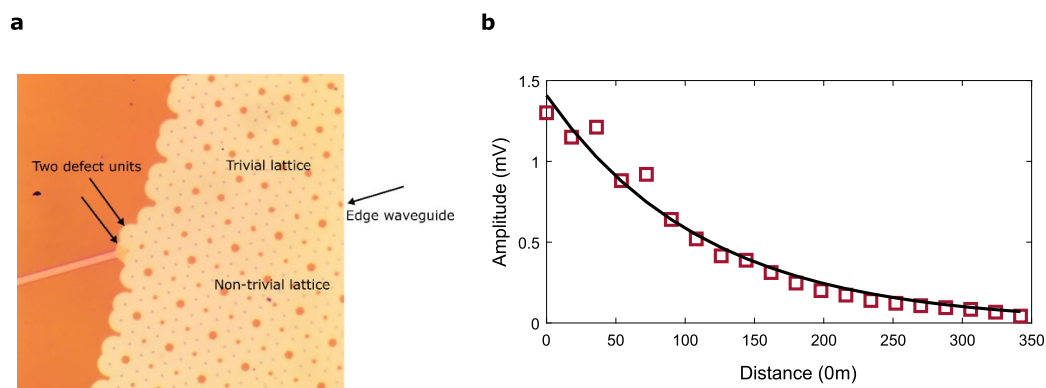 a
b
Two defect units
Trivial lattice
Edge waveguide
Non-trivial lattice
1.5
1
0.5
0
Amplitude (mV)
0 50 100 150 200 250 300 350
Distance (0m)